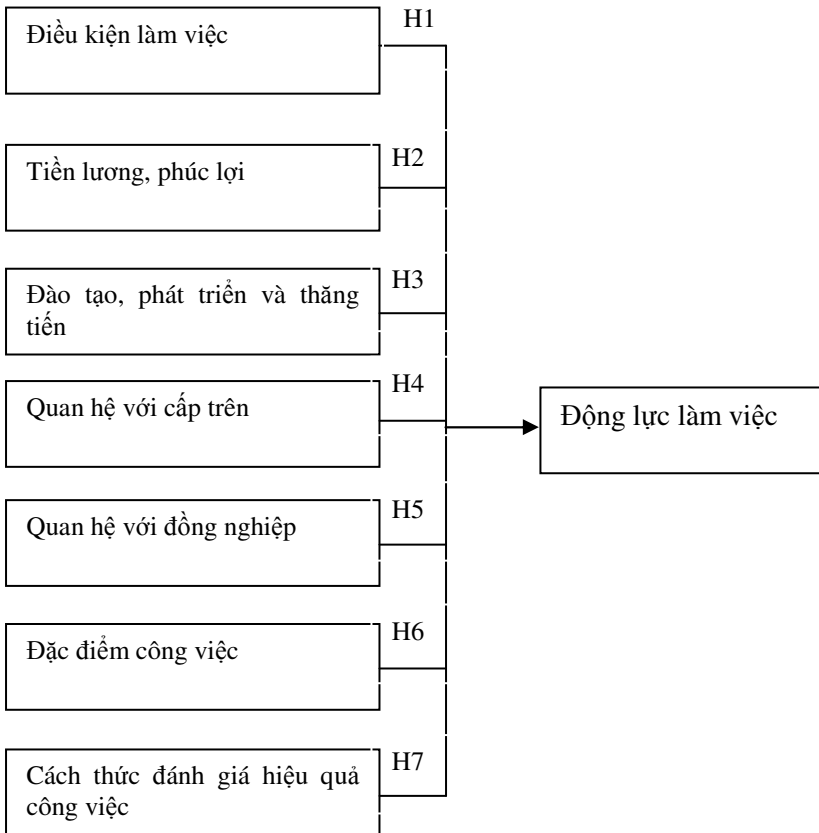 H1
Điều kiện làm việc
H2
Tiền lương, phúc lợi
H3
Đào tạo, phát triển và thăng
tiến
H4
Quan hệ với cấp trên
Động lực làm việc
H5
Quan hệ với đồng nghiệp
H6
Đặc điểm công việc
H7
Cách thức đánh giá hiệu quả
công việc